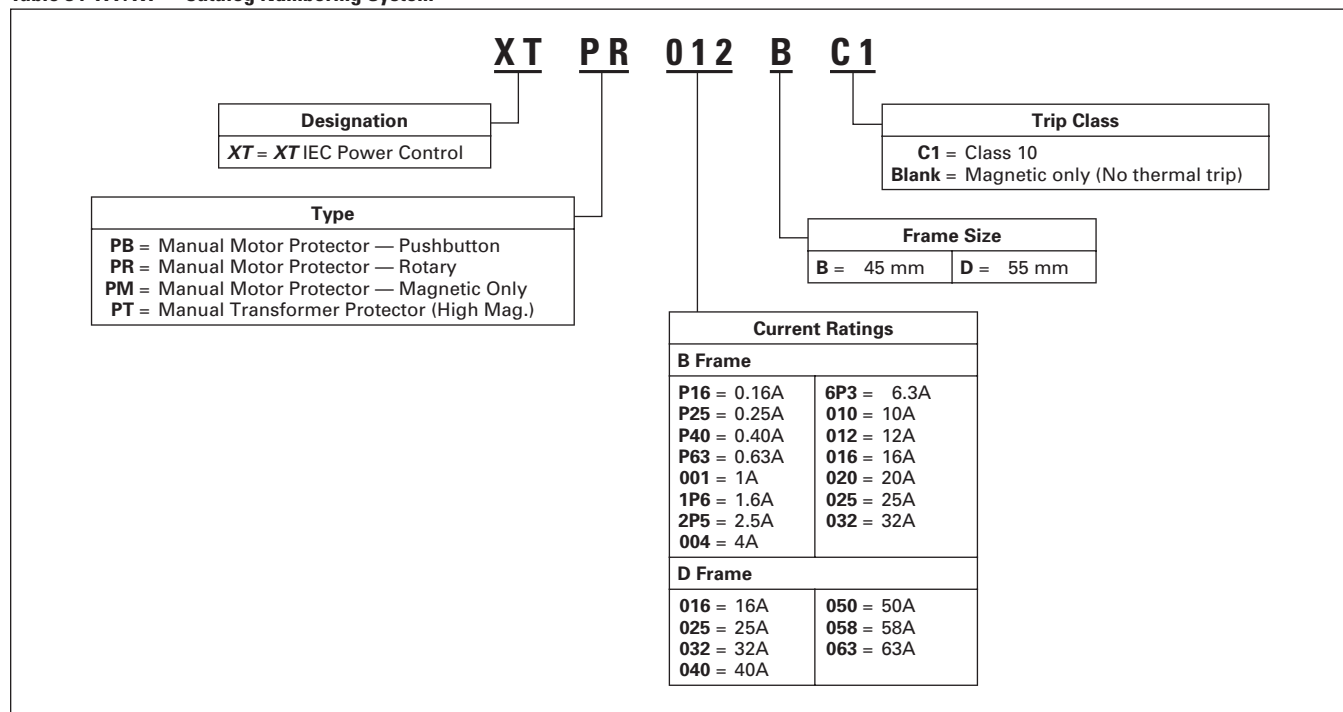 X T P R 0 1 2 B C 1
Designation
XT = XT IEC Power Control
Trip Class
C1 = Class 10
Blank = Magnetic only (No thermal trip)
Type
PB = Manual Motor Protector — Pushbutton
PR = Manual Motor Protector — Rotary
PM = Manual Motor Protector — Magnetic Only
PT = Manual Transformer Protector (High Mag.)
Frame Size
B = 45 mm D = 55 mm
Current Ratings
B Frame
P16 = 0.16A
P25 = 0.25A
P40 = 0.40A
P63 = 0.63A
001 = 1A
1P6 = 1.6A
2P5 = 2.5A
004 = 4A
6P3 = 6.3A
010 = 10A
012 = 12A
016 = 16A
020 = 20A
025 = 25A
032 = 32A
D Frame
016 = 16A
025 = 25A
032 = 32A
040 = 40A
050 = 50A
058 = 58A
063 = 63A